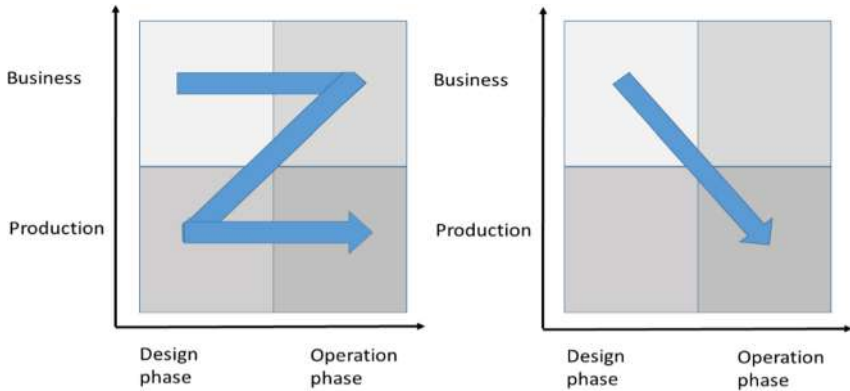 Business
Production
Design
phase
Operation
phase
Business
Production
Design
phase
Operation
phase